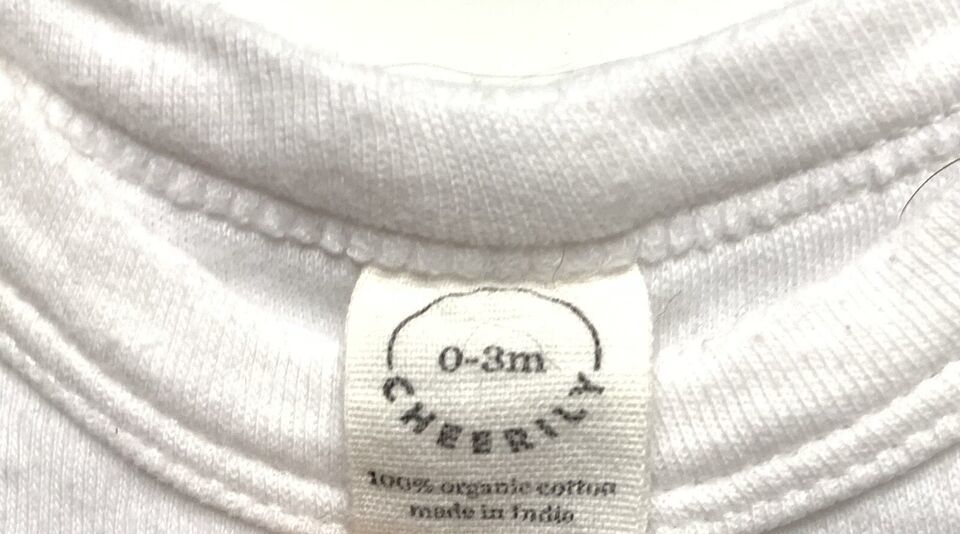 0-3m
CHEERILY
100% organic cotton
made in India